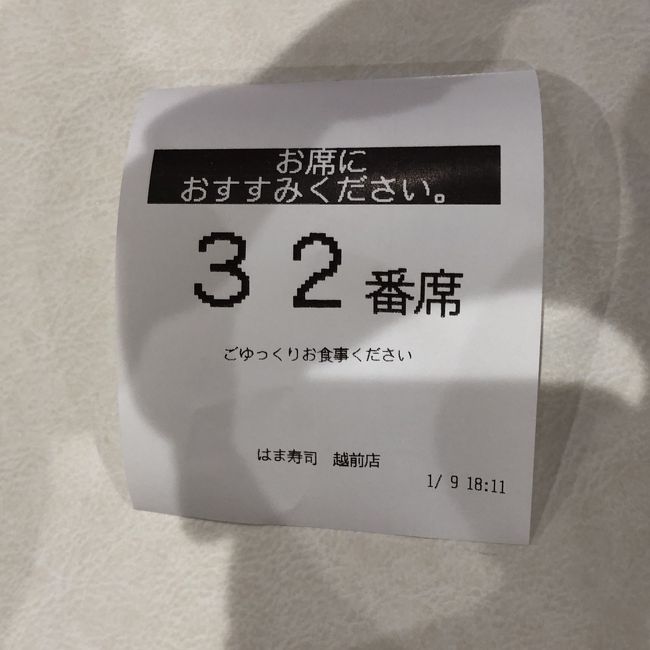 お席に
おすすみください。
３２番席
ごゆっくりお食事ください
はま寿司　越前店
1/ 9 18:11